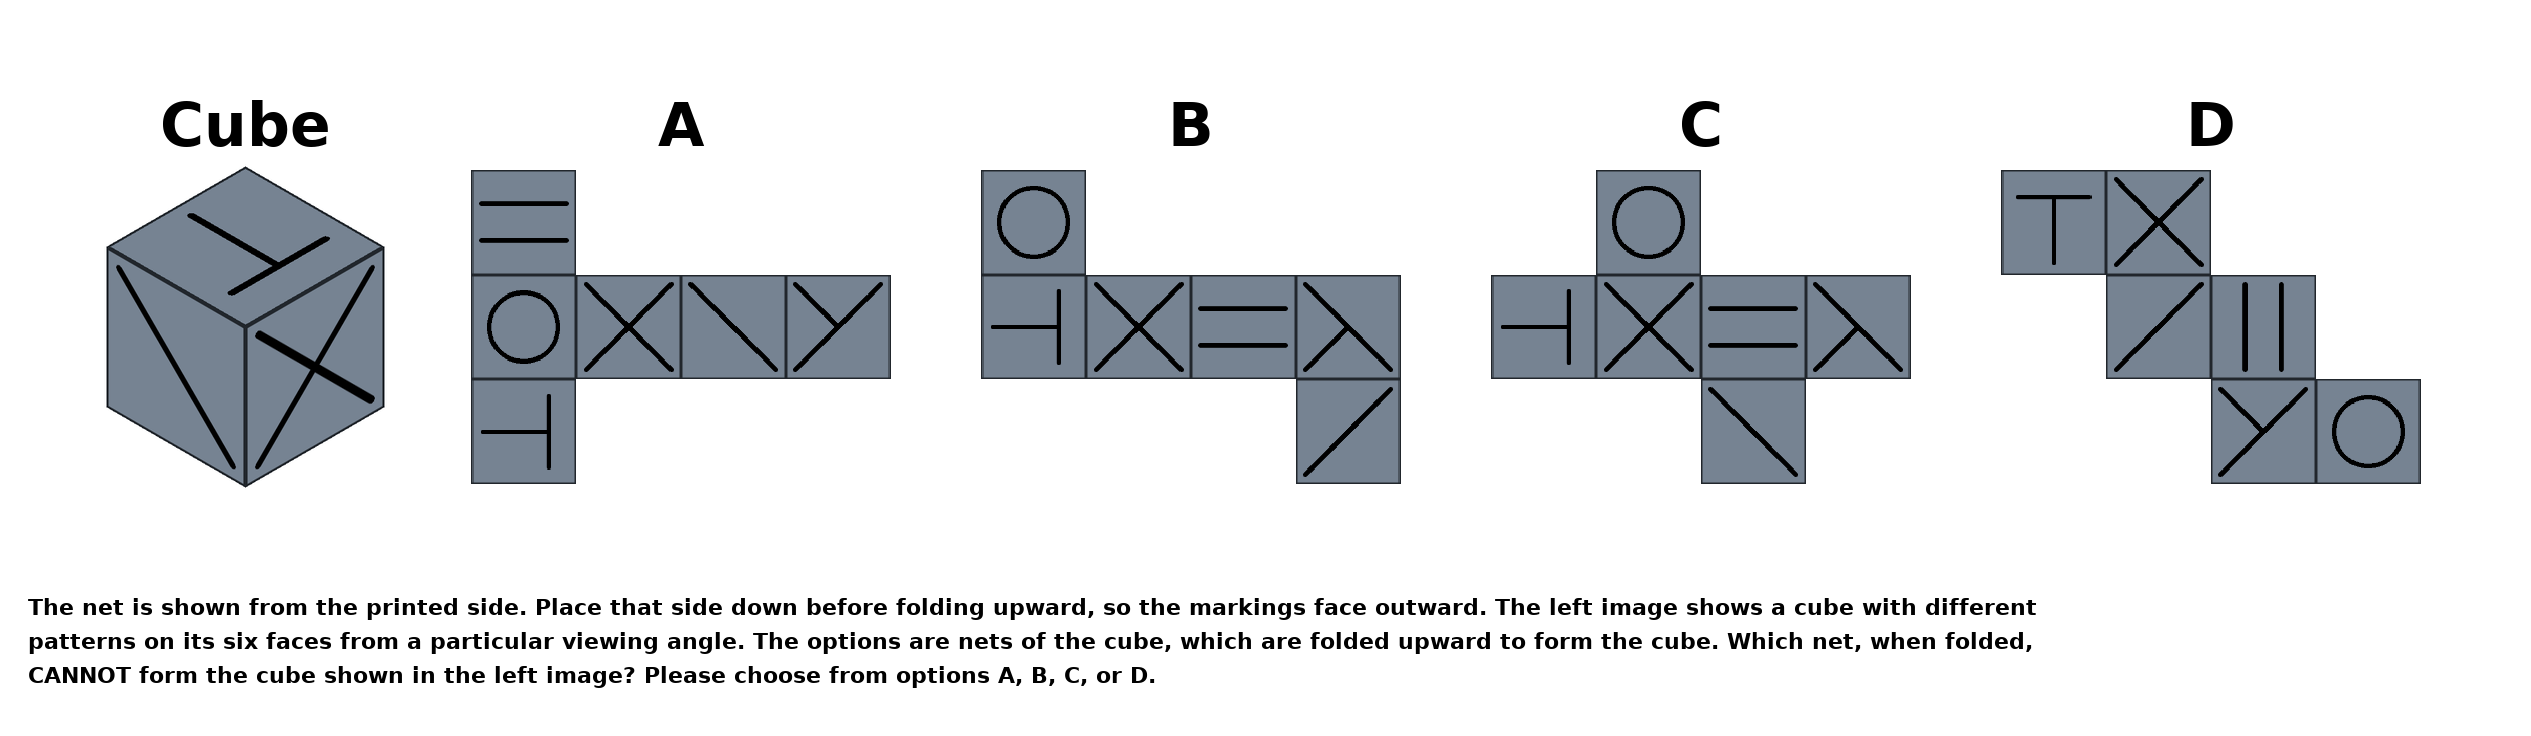 Cube
A
B
C
D
The net is shown from the printed side. Place that side down before folding upward, so the markings face outward. The left image shows a cube with different
patterns on its six faces from a particular viewing angle. The options are nets of the cube, which are folded upward to form the cube. Which net, when folded,
CANNOT form the cube shown in the left image? Please choose from options A, B, C, or D.